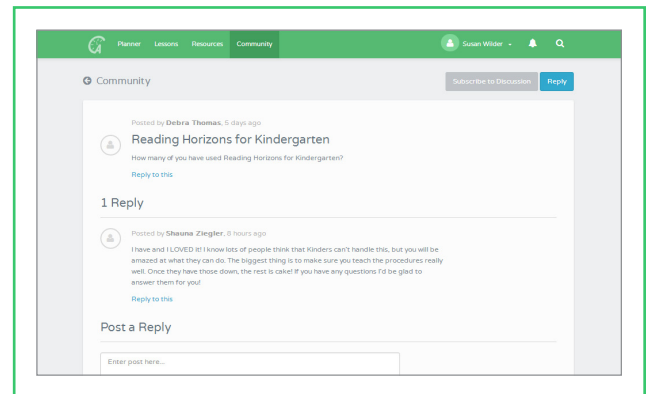 Planner Lessons Resources Community Susan Wilder
Community Subscribe to Discussion Reply
Posted by Debra Thomas, 5 days ago
Reading Horizons for Kindergarten
How many of you have used Reading Horizons for Kindergarten?
Reply to this
1 Reply
Posted by Shauna Ziegler, 8 hours ago
I have and I LOVED it! I know lots of people think that Kinders can't handle this, but you will be
amazed at what they can do. The biggest thing is to make sure you teach the procedures really
well. Once they have those down, the rest is cake! If you have any questions I'd be glad to
answer them for you!
Reply to this
Post a Reply
Enter post here...